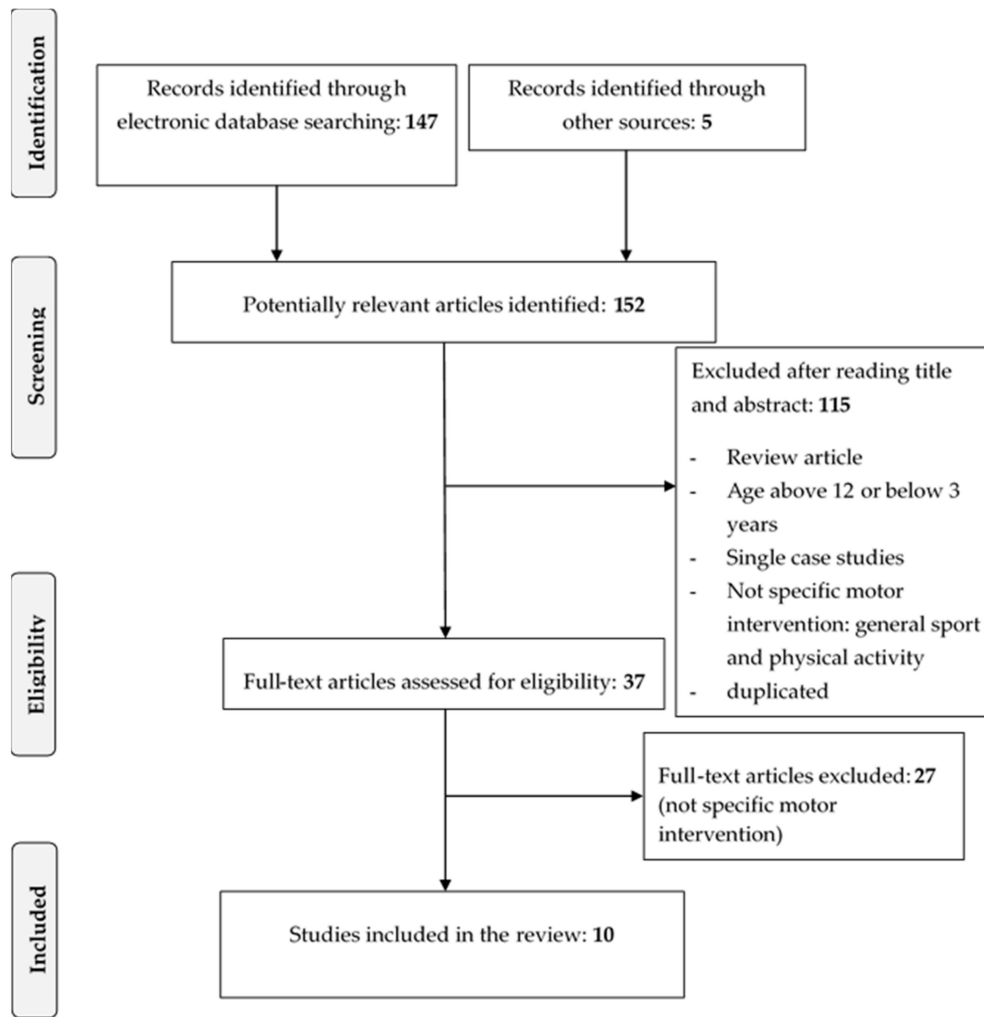 Identification
Records identified through
electronic database searching: 147
Records identified through
other sources: 5
Screening
Potentially relevant articles identified: 152
Excluded after reading title
and abstract: 115
- Review article
- Age above 12 or below 3
years
- Single case studies
- Not specific motor
intervention: general sport
and physical activity
- duplicated
Eligibility
Full-text articles assessed for eligibility: 37
Full-text articles excluded: 27
(not specific motor
intervention)
Included
Studies included in the review: 10